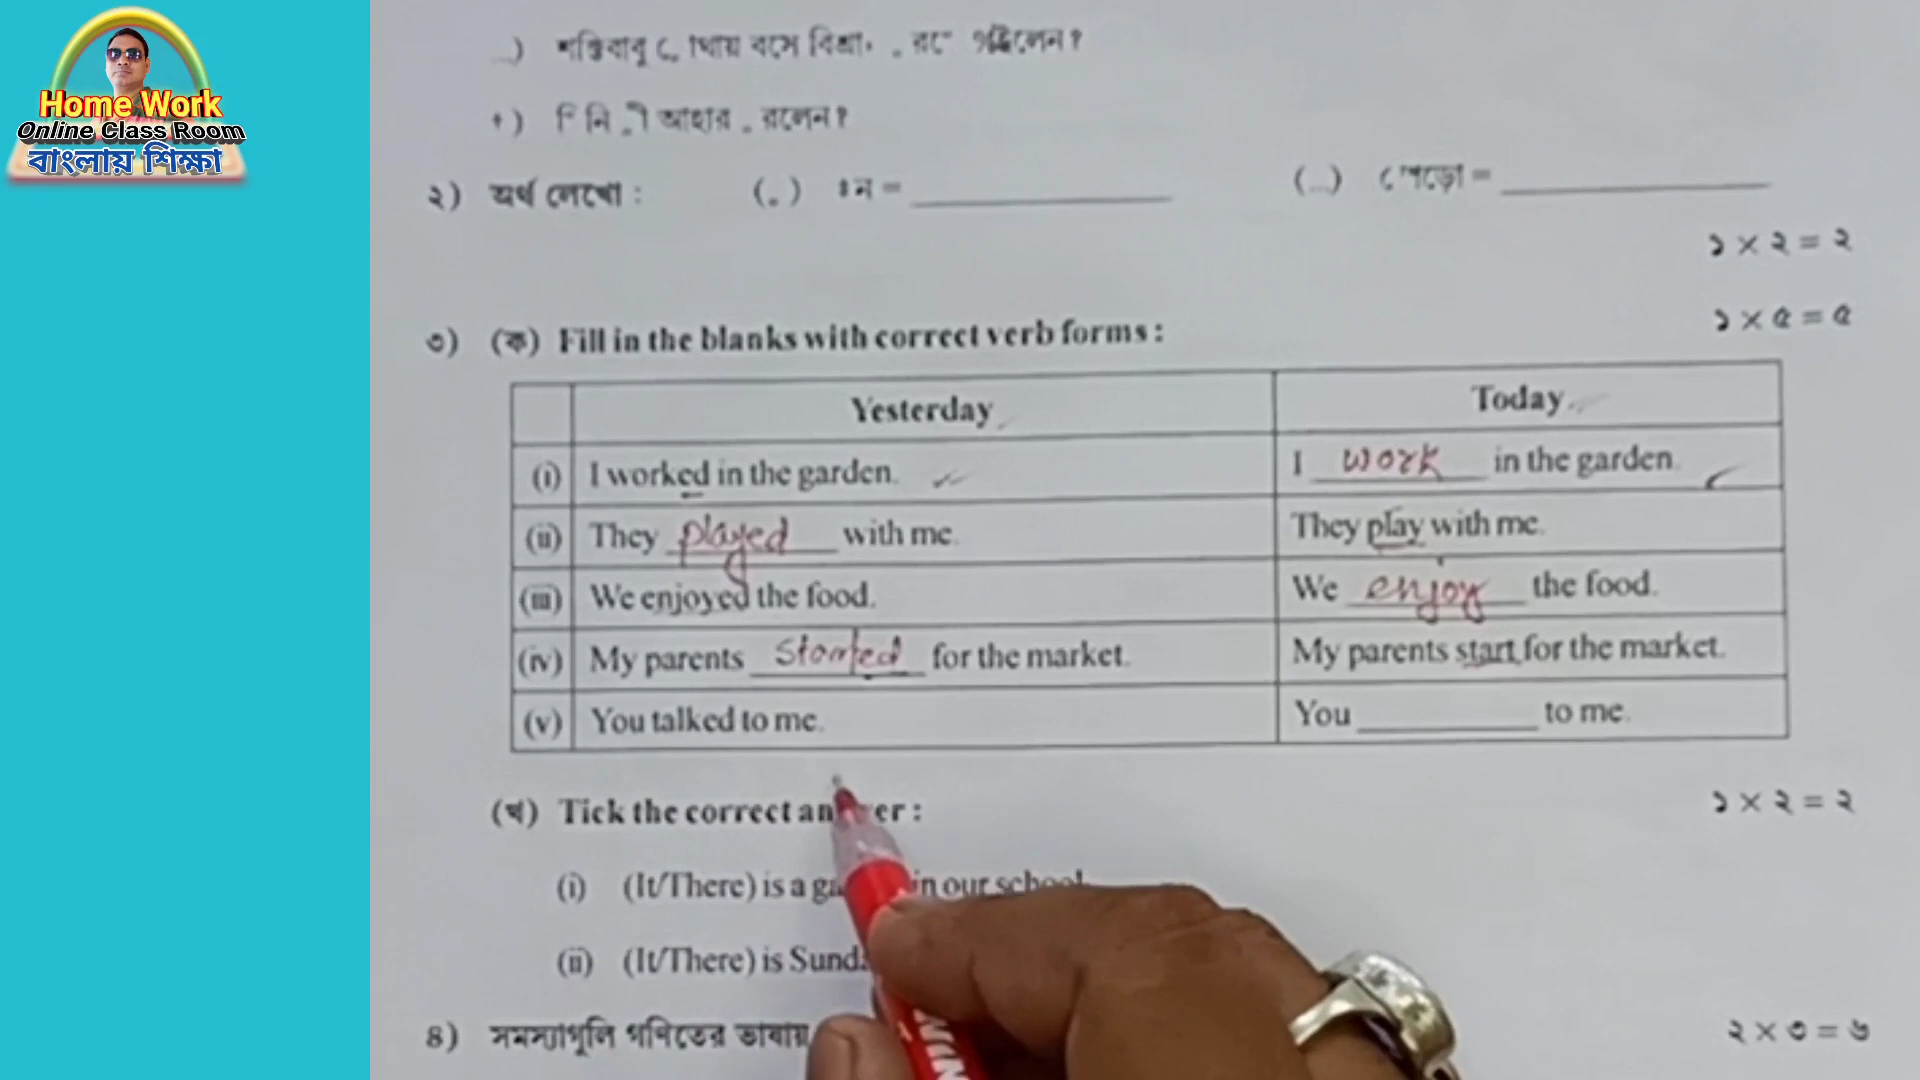 Home Work
Online Class Room
বাংলায় শিক্ষা
আহার
২) অর্থ লেখো :
১ × ২ = ২
১ × ৫ = ৫
৩) (ক) Fill in the blanks with correct verb forms :
Yesterday Today
(i) I worked in the garden. I work in the garden.
(ii) They played with me. They play with me.
(iii) We enjoyed the food. We enjoy the food.
(iv) My parents started for the market. My parents start for the market.
(v) You talked to me. You ________ to me.
(খ) Tick the correct answer :
১ × ২ = ২
(i) (It/There) is a in our school
(ii) (It/There) is
৪) সমস্যাগুলি গণিতের ভাষায়
২ × ৩ = ৬